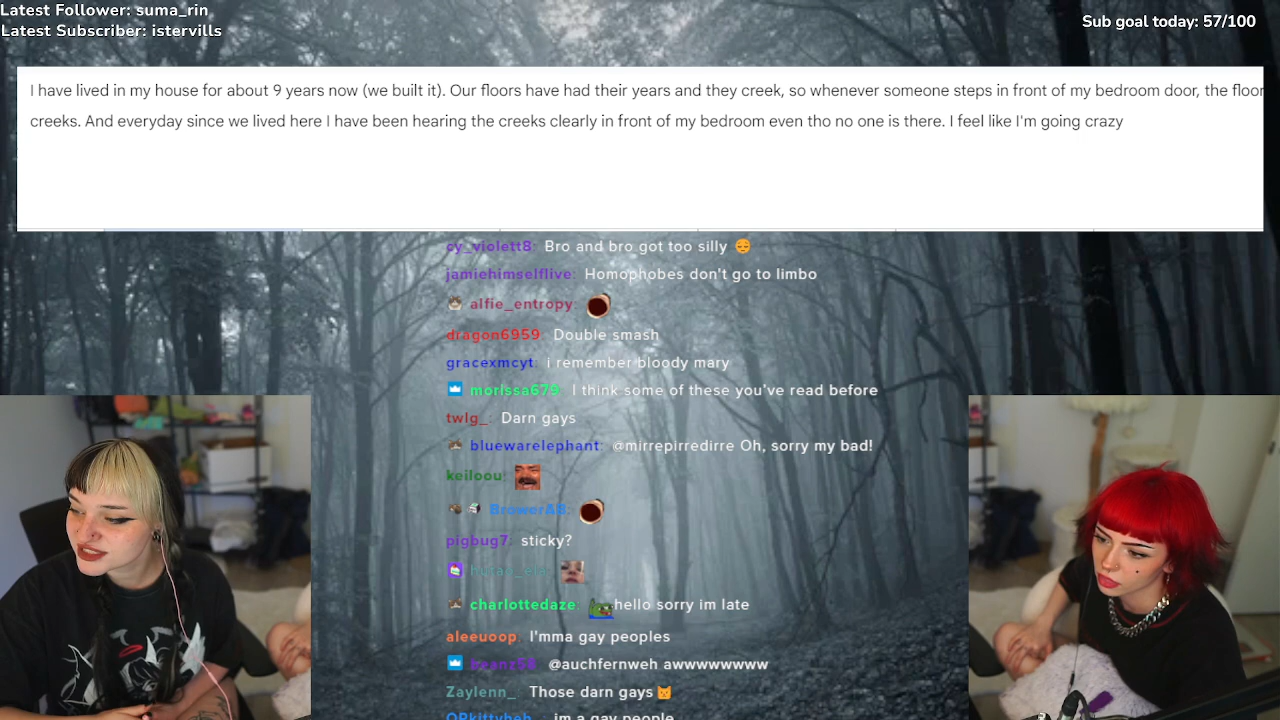 Latest Follower: suma_rin
Latest Subscriber: istervills
Sub goal today: 57/100
I have lived in my house for about 9 years now (we built it). Our floors have had their years and they creek, so whenever someone steps in front of my bedroom door, the floor
creeks. And everyday since we lived here I have been hearing the creeks clearly in front of my bedroom even tho no one is there. I feel like I'm going crazy
cy_violett8: Bro and bro got too silly
jamiehimselflive: Homophobes don't go to limbo
alfie_entropy:
dragon6959: Double smash
gracexmcyt: i remember bloody mary
morissa679: I think some of these you've read before
twlg_: Darn gays
bluewarelephant: @mirrepirredirre Oh, sorry my bad!
keiloou:
pigbug7: sticky?
charlottedaze: hello sorry im late
aleeuoop: I'mma gay peoples
@auchfernweh awwwwwwww
Zaylenn_: Those darn gays
im a gay people